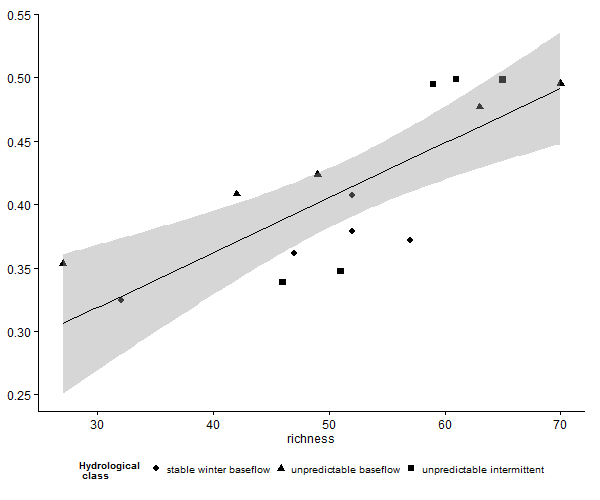 0.55
0.50
0.45
0.40
0.35
0.30
0.25
30 40 50 60 70
richness
Hydrological
class
stable winter baseflow unpredictable baseflow unpredictable intermittent